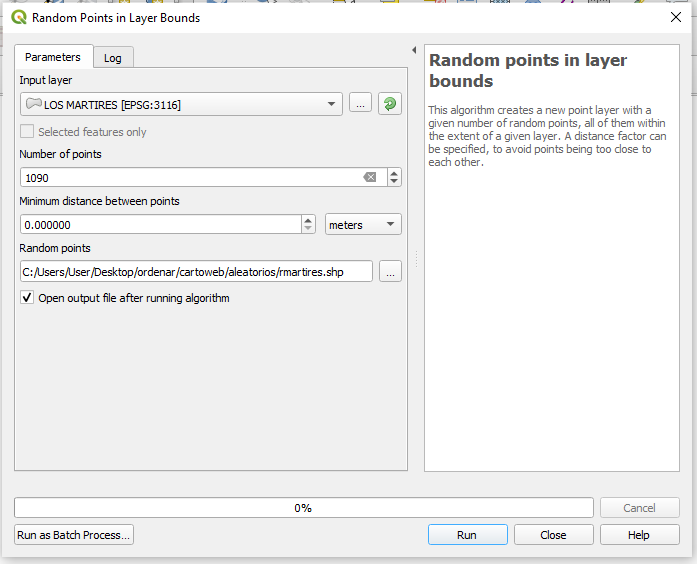 Random Points in Layer Bounds
Parameters
Log
Input layer
LOS MARTIRES [EPSG:3116]
...
Selected features only
Number of points
1090
Minimum distance between points
0.000000
meters
Random points
C:/Users/User/Desktop/ordenar/cartoweb/aleatorios/rmartires.shp
...
Open output file after running algorithm
Random points in layer
bounds
This algorithm creates a new point layer with a
given number of random points, all of them within
the extent of a given layer. A distance factor can
be specified, to avoid points being too close to
each other.
0%
Cancel
Run as Batch Process...
Run
Close
Help